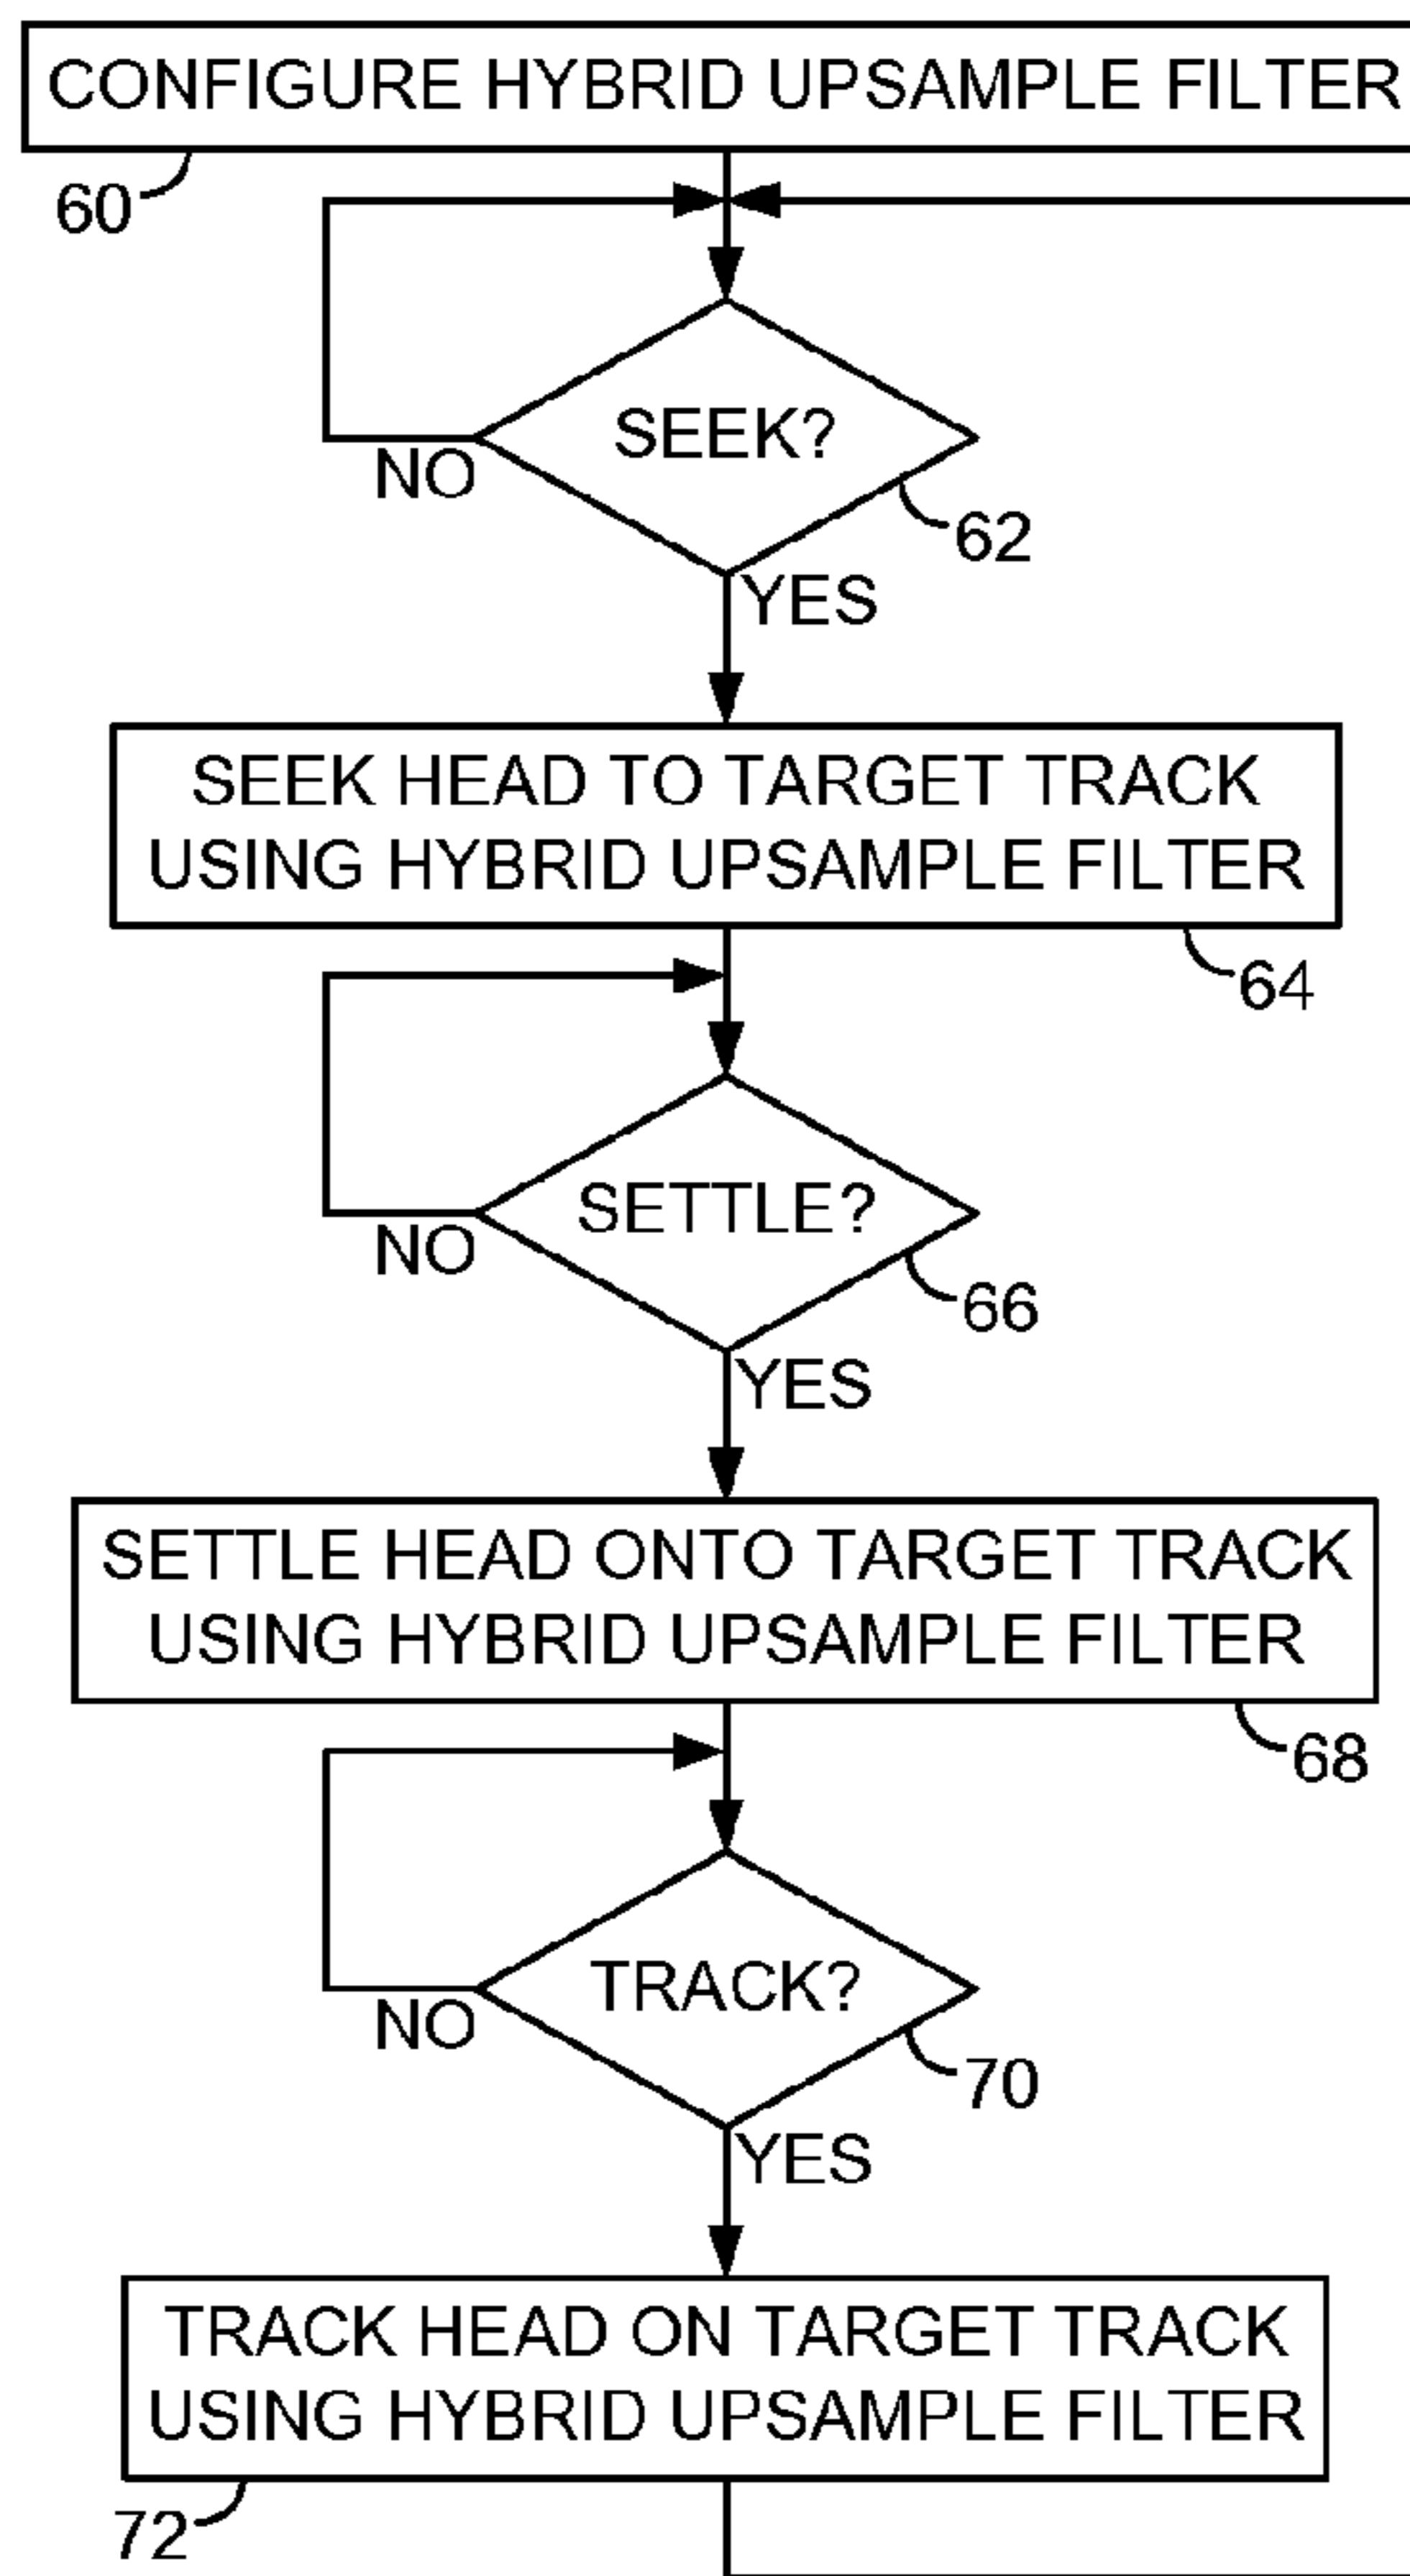 CONFIGURE HYBRID UPSAMPLE FILTER
60
SEEK?
NO
62
YES
SEEK HEAD TO TARGET TRACK
USING HYBRID UPSAMPLE FILTER
64
SETTLE?
NO
66
YES
SETTLE HEAD ONTO TARGET TRACK
USING HYBRID UPSAMPLE FILTER
68
TRACK?
NO
70
YES
TRACK HEAD ON TARGET TRACK
USING HYBRID UPSAMPLE FILTER
72